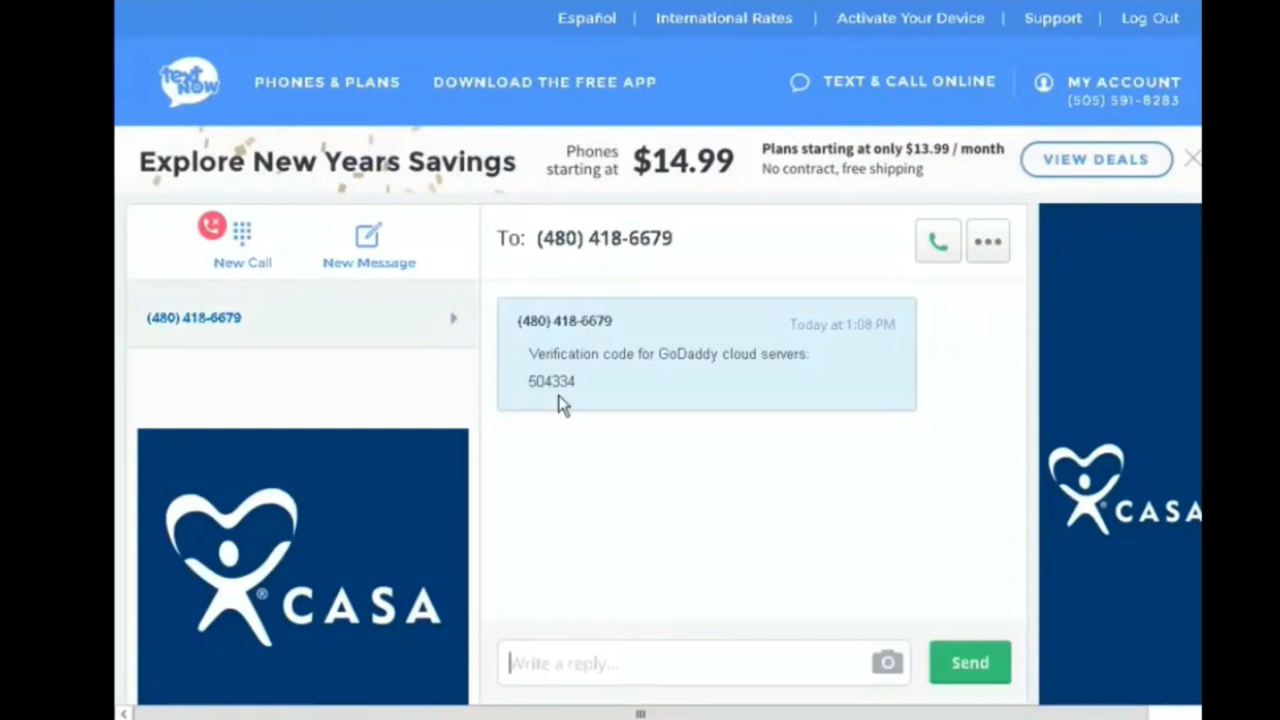 Español | International Rates | Activate Your Device | Support | Log Out
text NOW
PHONES & PLANS DOWNLOAD THE FREE APP TEXT & CALL ONLINE MY ACCOUNT
(505) 591-8283
Explore New Years Savings
Phones starting at
$14.99
Plans starting at only $13.99 / month
No contract, free shipping
VIEW DEALS
New Call
New Message
To: (480) 418-6679
(480) 418-6679
(480) 418-6679
Today at 1:08 PM
Verification code for GoDaddy cloud servers:
504334
Write a reply...
Send
® CASA
® CASA